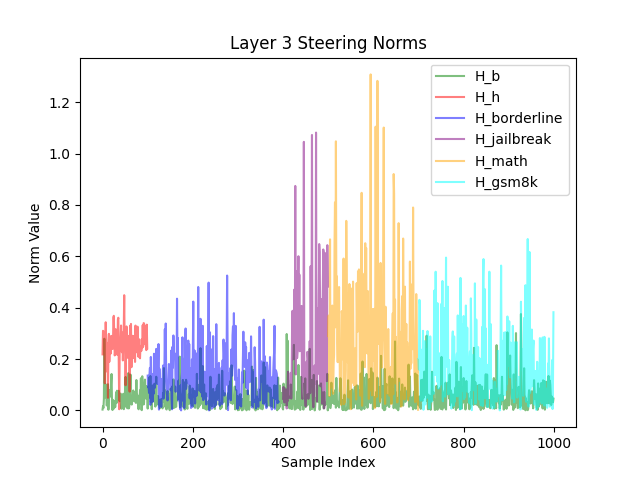 Layer 3 Steering Norms
H_b
H_h
H_borderline
H_jailbreak
H_math
H_gsm8k
Norm Value
1.2
1.0
0.8
0.6
0.4
0.2
0.0
0 200 400 600 800 1000
Sample Index